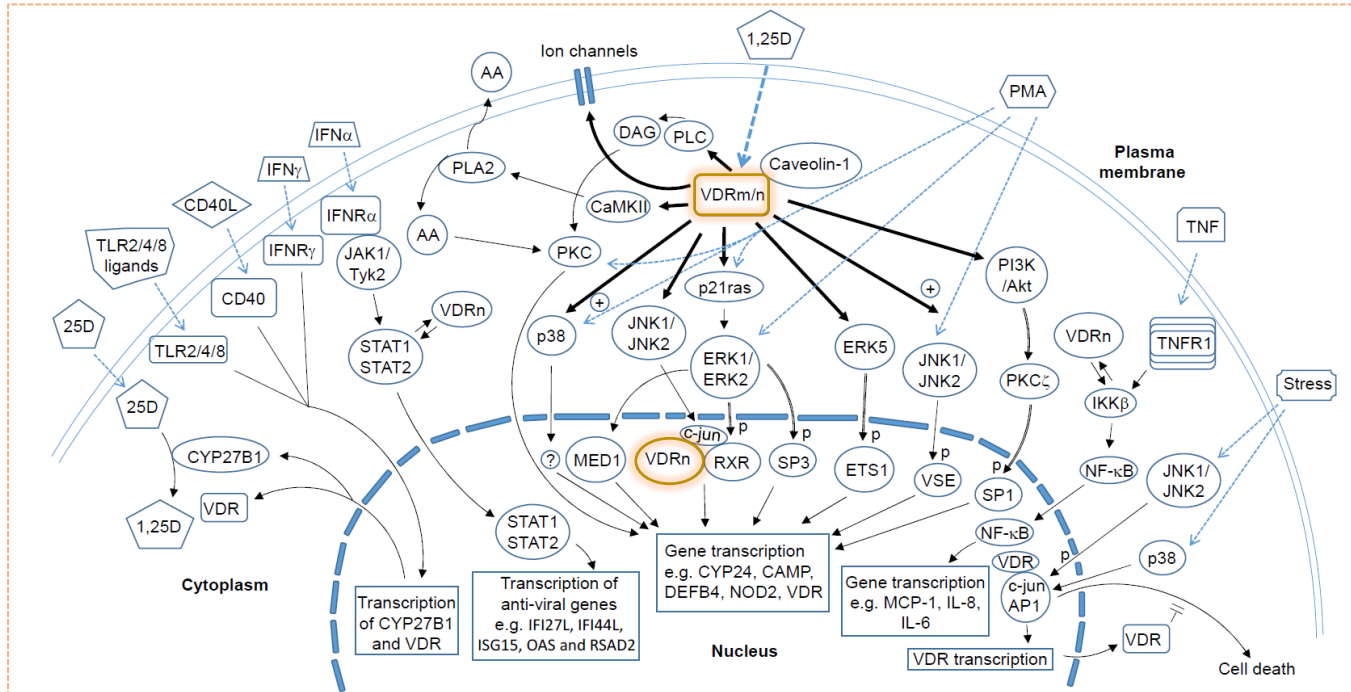 1,25D
Ion channels
AA
PMA
IFNα
DAG
PLC
Plasma
membrane
PLA2
Caveolin-1
IFNγ
VDRm/n
CaMKII
CD40L
IFNRα
TNF
AA
IFNRγ
PKC
JAK1/
Tyk2
TLR2/4/8
ligands
PI3K
/Akt
p21ras
CD40
+
+
VDRn
25D
p38
JNK1/
JNK2
VDRn
TNFR1
TLR2/4/8
STAT1
STAT2
ERK5
ERK1/
ERK2
JNK1/
JNK2
PKCζ
Stress
25D
IKKβ
p
p
p
c-jun
p
CYP27B1
?
MED1
VDRn
RXR
SP3
ETS1
VSE
p
SP1
NF-κB
JNK1/
JNK2
VDR
1,25D
STAT1
STAT2
NF-κB
p
VDR
p38
c-jun
AP1
Cytoplasm
Gene transcription
e.g. CYP24, CAMP,
DEFB4, NOD2, VDR
Gene transcription
e.g. MCP-1, IL-8,
IL-6
Transcription
of CYP27B1
and VDR
Transcription of
anti-viral genes
e.g. IFI27L, IFI44L,
ISG15, OAS and RSAD2
Nucleus
VDR transcription
VDR
Cell death